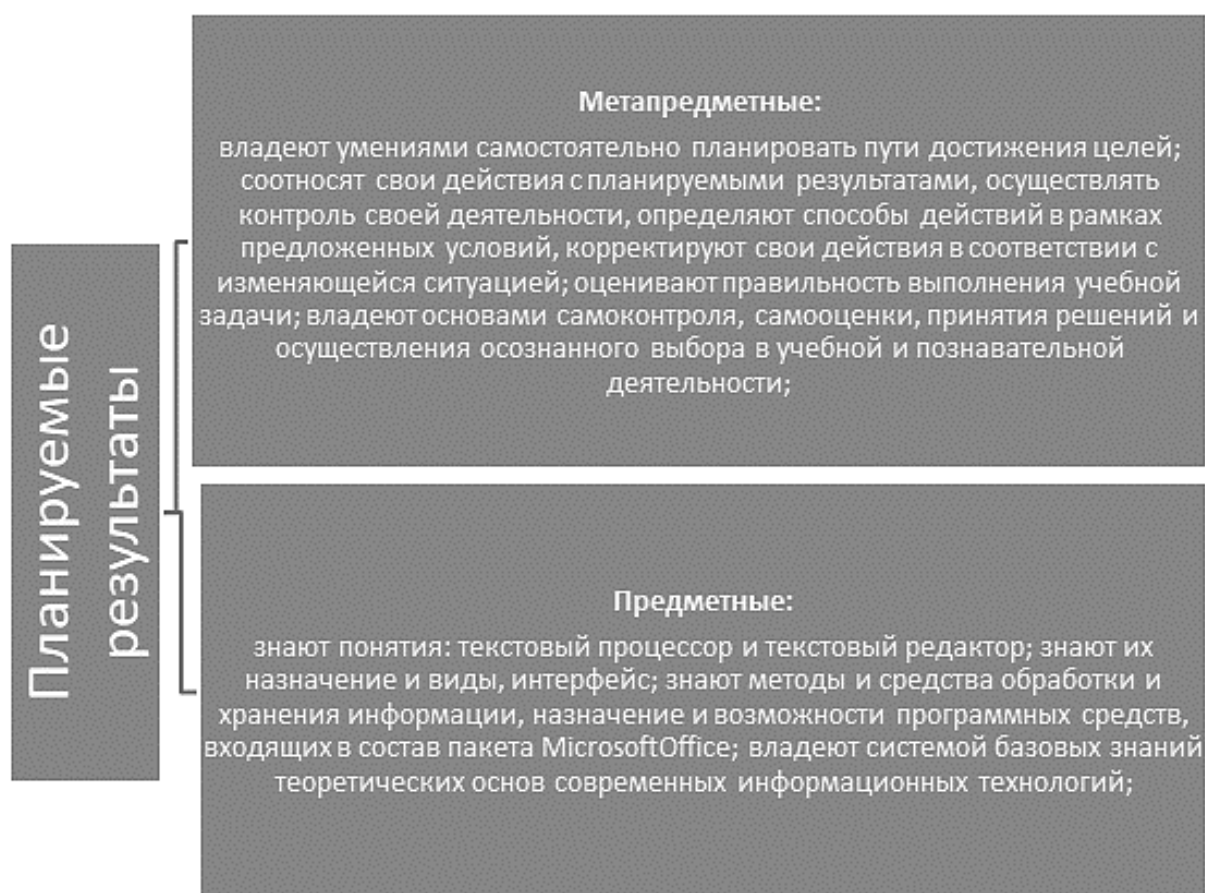 Планируемые
результаты
Метапредметные:
владеют умениями самостоятельно планировать пути достижения целей;
соотносят свои действия с планируемыми результатами, осуществлять
контроль своей деятельности, определяют способы действий в рамках
предложенных условий, корректируют свои действия в соответствии с
изменяющейся ситуацией; оценивают правильность выполнения учебной
задачи; владеют основами самоконтроля, самооценки, принятия решений и
осуществления осознанного выбора в учебной и познавательной
деятельности;
Предметные:
знают понятия: текстовый процессор и текстовый редактор; знают их
назначение и виды, интерфейс; знают методы и средства обработки и
хранения информации, назначение и возможности программных средств,
входящих в состав пакета MicrosoftOffice; владеют системой базовых знаний
теоретических основ современных информационных технологий;